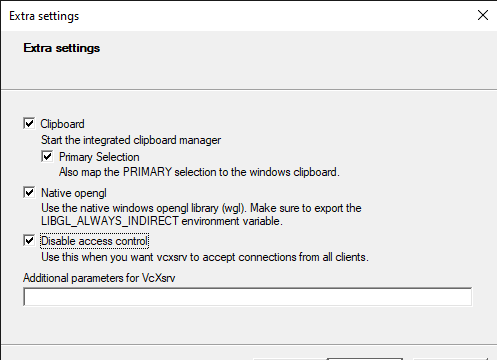 Extra settings
Extra settings
Clipboard
Start the integrated clipboard manager
Primary Selection
Also map the PRIMARY selection to the windows clipboard.
Native opengl
Use the native windows opengl library (wgl). Make sure to export the
LIBGL_ALWAYS_INDIRECT environment variable.
Disable access control
Use this when you want vcxsrv to accept connections from all clients.
Additional parameters for VcXsrv